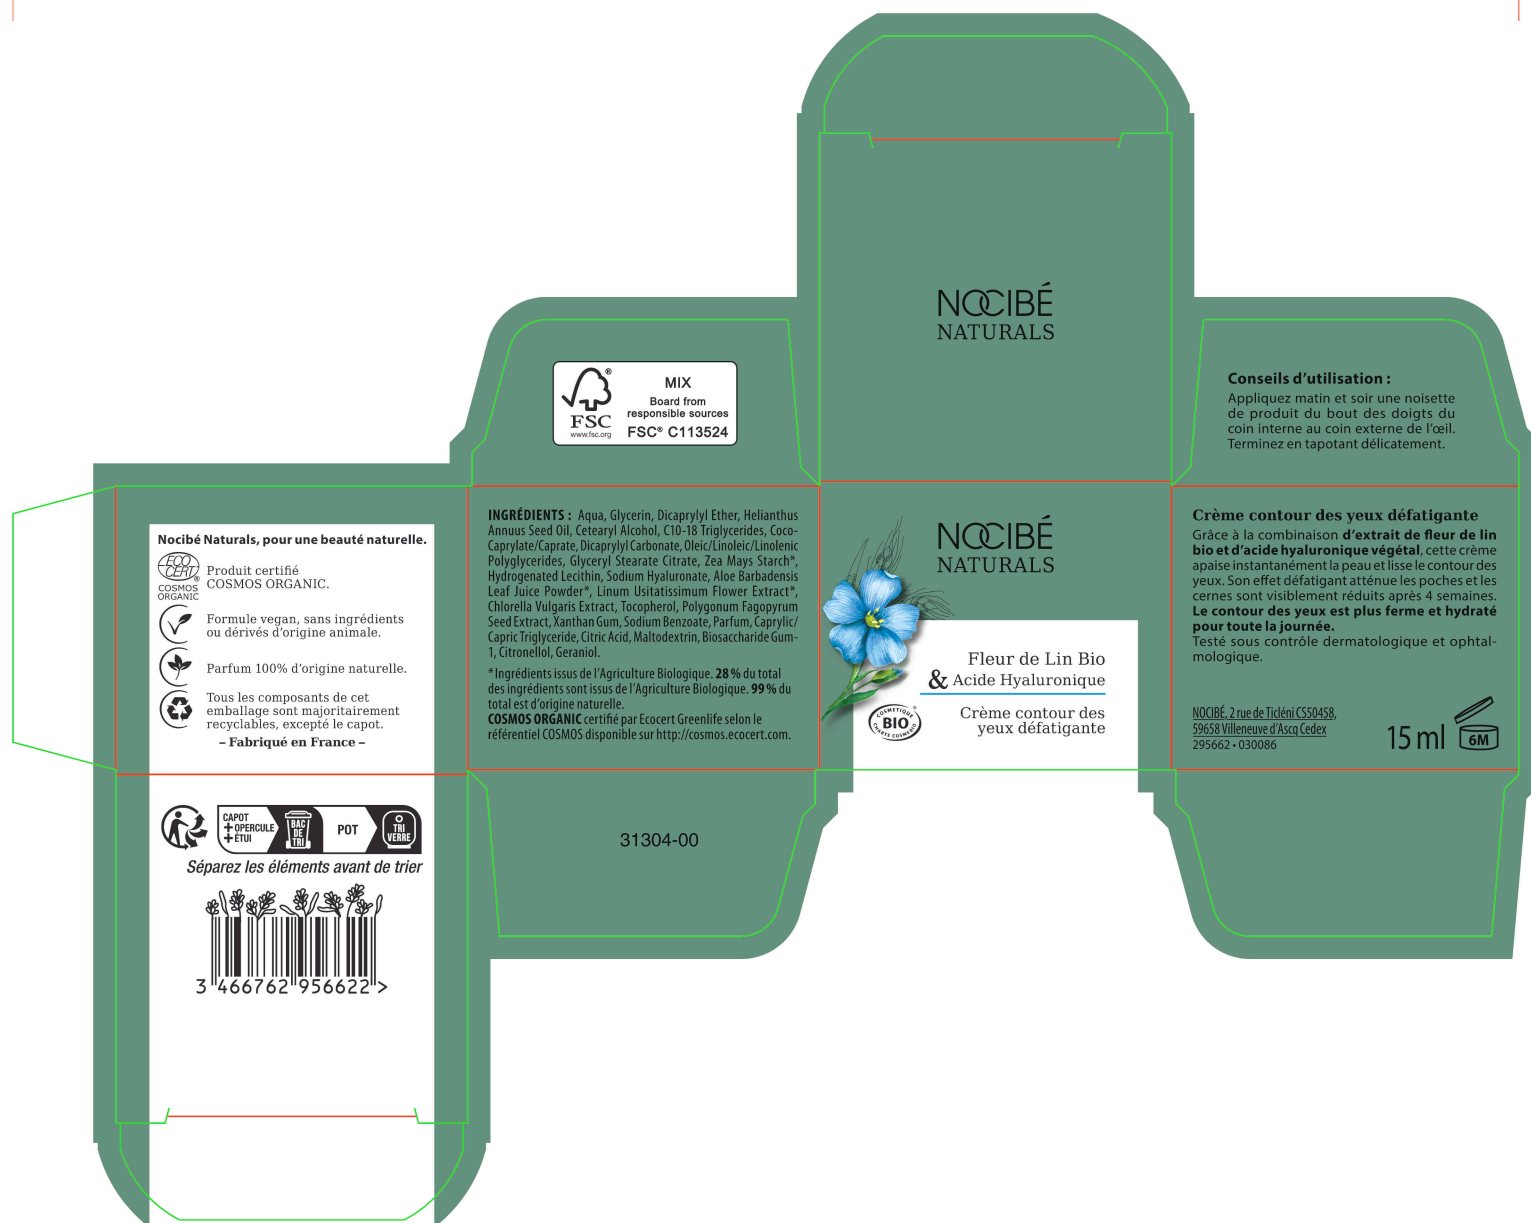 NOCIBÉ
NATURALS
FSC
®
www.fsc.org
MIX
Board from
responsible sources
FSC® C113524
Conseils d’utilisation :
Appliquez matin et soir une noisette
de produit du bout des doigts du
coin interne au coin externe de l’œil.
Terminez en tapotant délicatement.
Nocibé Naturals, pour une beauté naturelle.
ECO
CERT
®
COSMOS
ORGANIC
Produit certifié
COSMOS ORGANIC.
Formule vegan, sans ingrédients
ou dérivés d’origine animale.
Parfum 100% d’origine naturelle.
Tous les composants de cet
emballage sont majoritairement
recyclables, excepté le capot.
– Fabriqué en France –
INGRÉDIENTS : Aqua, Glycerin, Dicaprylyl Ether, Helianthus
Annuus Seed Oil, Cetearyl Alcohol, C10-18 Triglycerides, Coco-
Caprylate/Caprate, Dicaprylyl Carbonate, Oleic/Linoleic/Linolenic
Polyglycerides, Glyceryl Stearate Citrate, Zea Mays Starch*,
Hydrogenated Lecithin, Sodium Hyaluronate, Aloe Barbadensis
Leaf Juice Powder*, Linum Usitatissimum Flower Extract*,
Chlorella Vulgaris Extract, Tocopherol, Polygonum Fagopyrum
Seed Extract, Xanthan Gum, Sodium Benzoate, Parfum, Caprylic/
Capric Triglyceride, Citric Acid, Maltodextrin, Biosaccharide Gum-
1, Citronellol, Geraniol.
*Ingrédients issus de l’Agriculture Biologique. 28 % du total
des ingrédients sont issus de l’Agriculture Biologique. 99 % du
total est d’origine naturelle.
COSMOS ORGANIC certifié par Ecocert Greenlife selon le
référentiel COSMOS disponible sur http://cosmos.ecocert.com.
NOCIBÉ
NATURALS
Fleur de Lin Bio
& Acide Hyaluronique
COSMETIQUE
BIO
CHARTE COSMEBIO
®
Crème contour des
yeux défatigante
Crème contour des yeux défatigante
Grâce à la combinaison d’extrait de fleur de lin
bio et d’acide hyaluronique végétal, cette crème
apaise instantanément la peau et lisse le contour des
yeux. Son effet défatigant atténue les poches et les
cernes sont visiblement réduits après 4 semaines.
Le contour des yeux est plus ferme et hydraté
pour toute la journée.
Testé sous contrôle dermatologique et ophtal-
mologique.
NOCIBÉ, 2 rue de Ticléni CS50458,
59658 Villeneuve d’Ascq Cedex
295662 • 030086
15 ml
6M
CAPOT
+ OPERCULE
+ ÉTUI
BAC
DE
TRI
POT
TRI
VERRE
Séparez les éléments avant de trier
3 466762 956622 >
31304-00